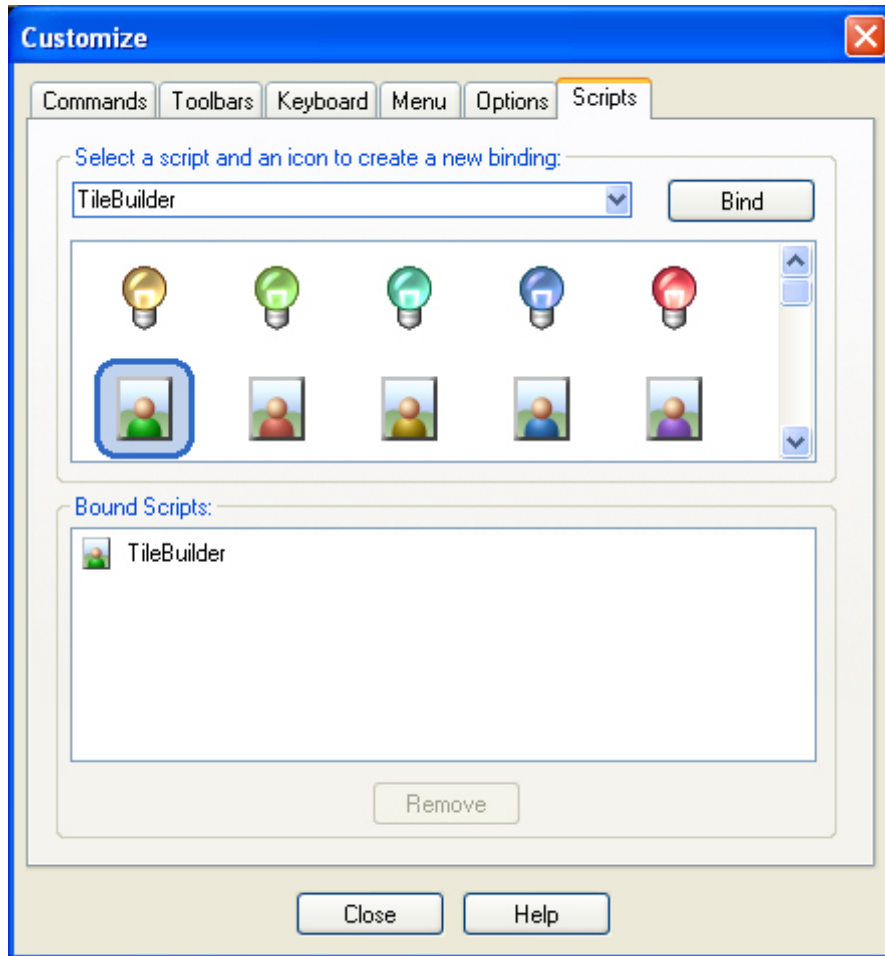 Customize
Commands Toolbars Keyboard Menu Options Scripts
Select a script and an icon to create a new binding:
TileBuilder Bind
Bound Scripts:
TileBuilder
Remove
Close Help